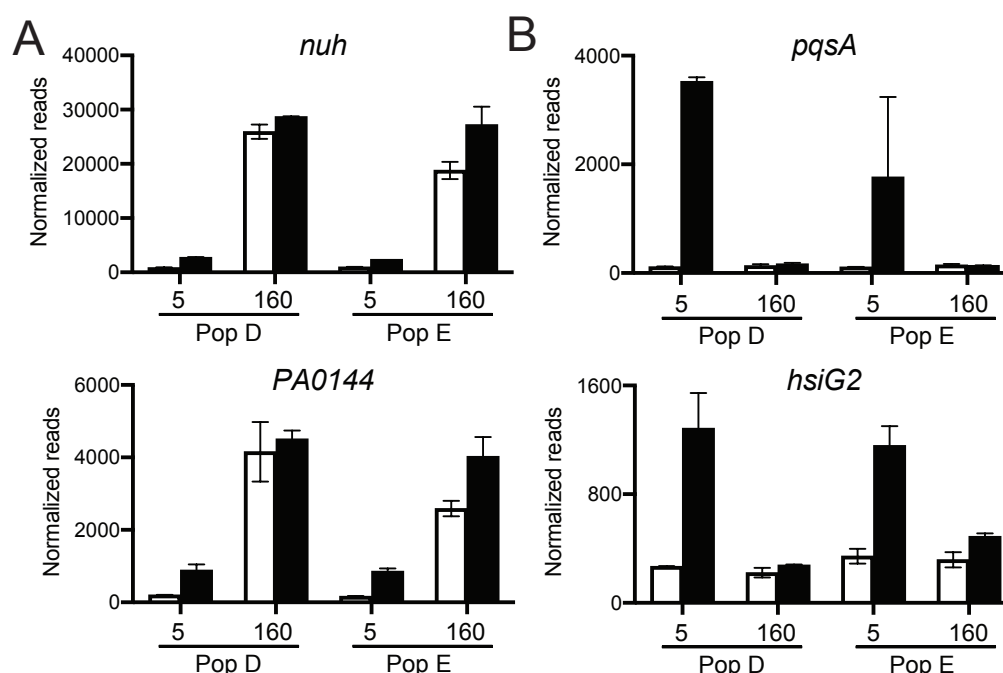 A
nuh
Normalized reads
40000
30000
20000
10000
0
5 160 5 160
Pop D Pop E
B
pqsA
Normalized reads
4000
2000
0
5 160 5 160
Pop D Pop E
PA0144
Normalized reads
6000
4000
2000
0
5 160 5 160
Pop D Pop E
hsiG2
Normalized reads
1600
800
0
5 160 5 160
Pop D Pop E